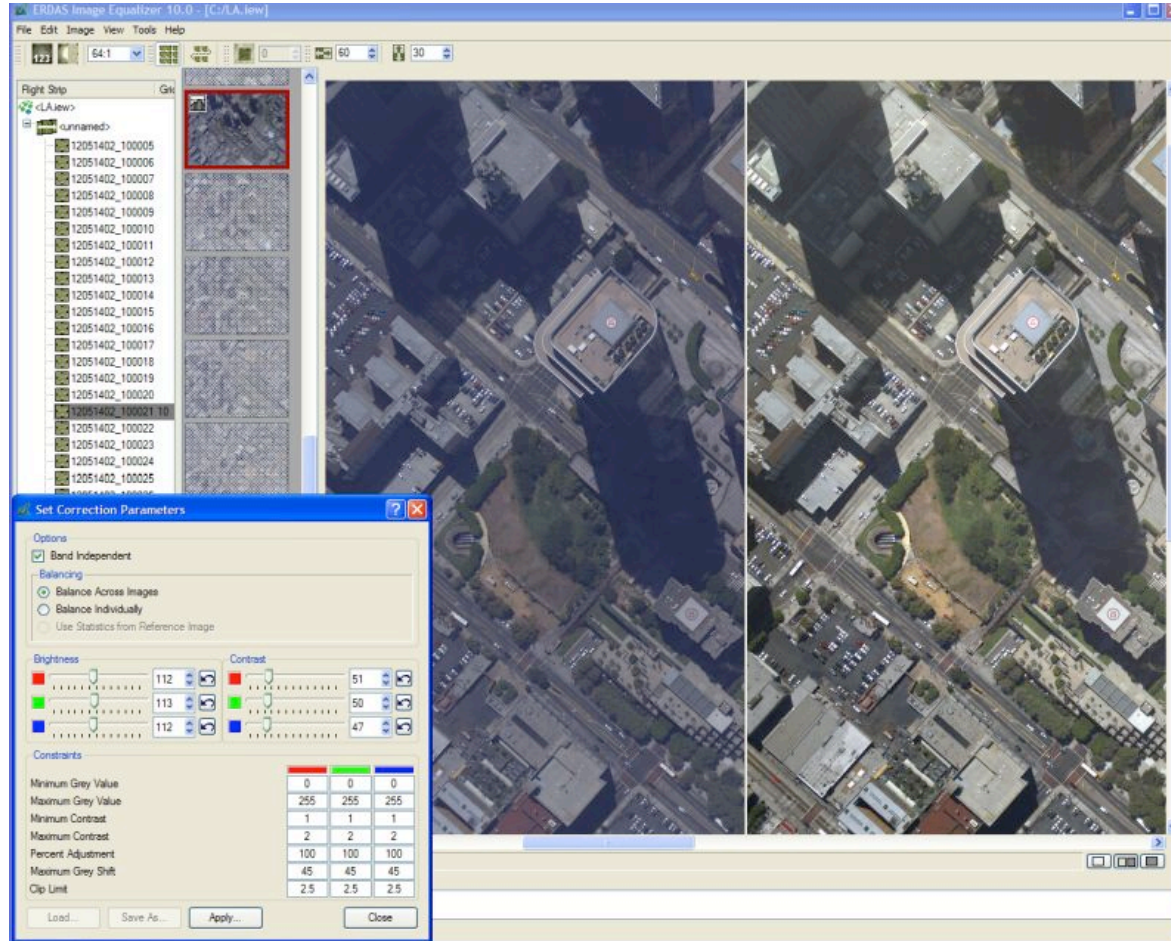 ERDAS Image Equalizer 10.0 - [C:/LA.iew]
File Edit Image View Tools Help
64:1 0 60 30
Right Strip Gri
<LA.iew>
<unnamed>
12051402_100005
12051402_100006
12051402_100007
12051402_100008
12051402_100009
12051402_100010
12051402_100011
12051402_100012
12051402_100013
12051402_100014
12051402_100015
12051402_100016
12051402_100017
12051402_100018
12051402_100019
12051402_100020
12051402_100021 10
12051402_100022
12051402_100023
12051402_100024
12051402_100025
Set Correction Parameters
Options
Band Independent
Balancing
Balance Across Images
Balance Individually
Use Statistics from Reference Image
Brightness Contrast
112 51
113 50
112 47
Constraints
Minimum Grey Value 0 0 0
Maximum Grey Value 255 255 255
Minimum Contrast 1 1 1
Maximum Contrast 2 2 2
Percent Adjustment 100 100 100
Maximum Grey Shift 45 45 45
Clip Limit 2.5 2.5 2.5
Load... Save As... Apply... Close